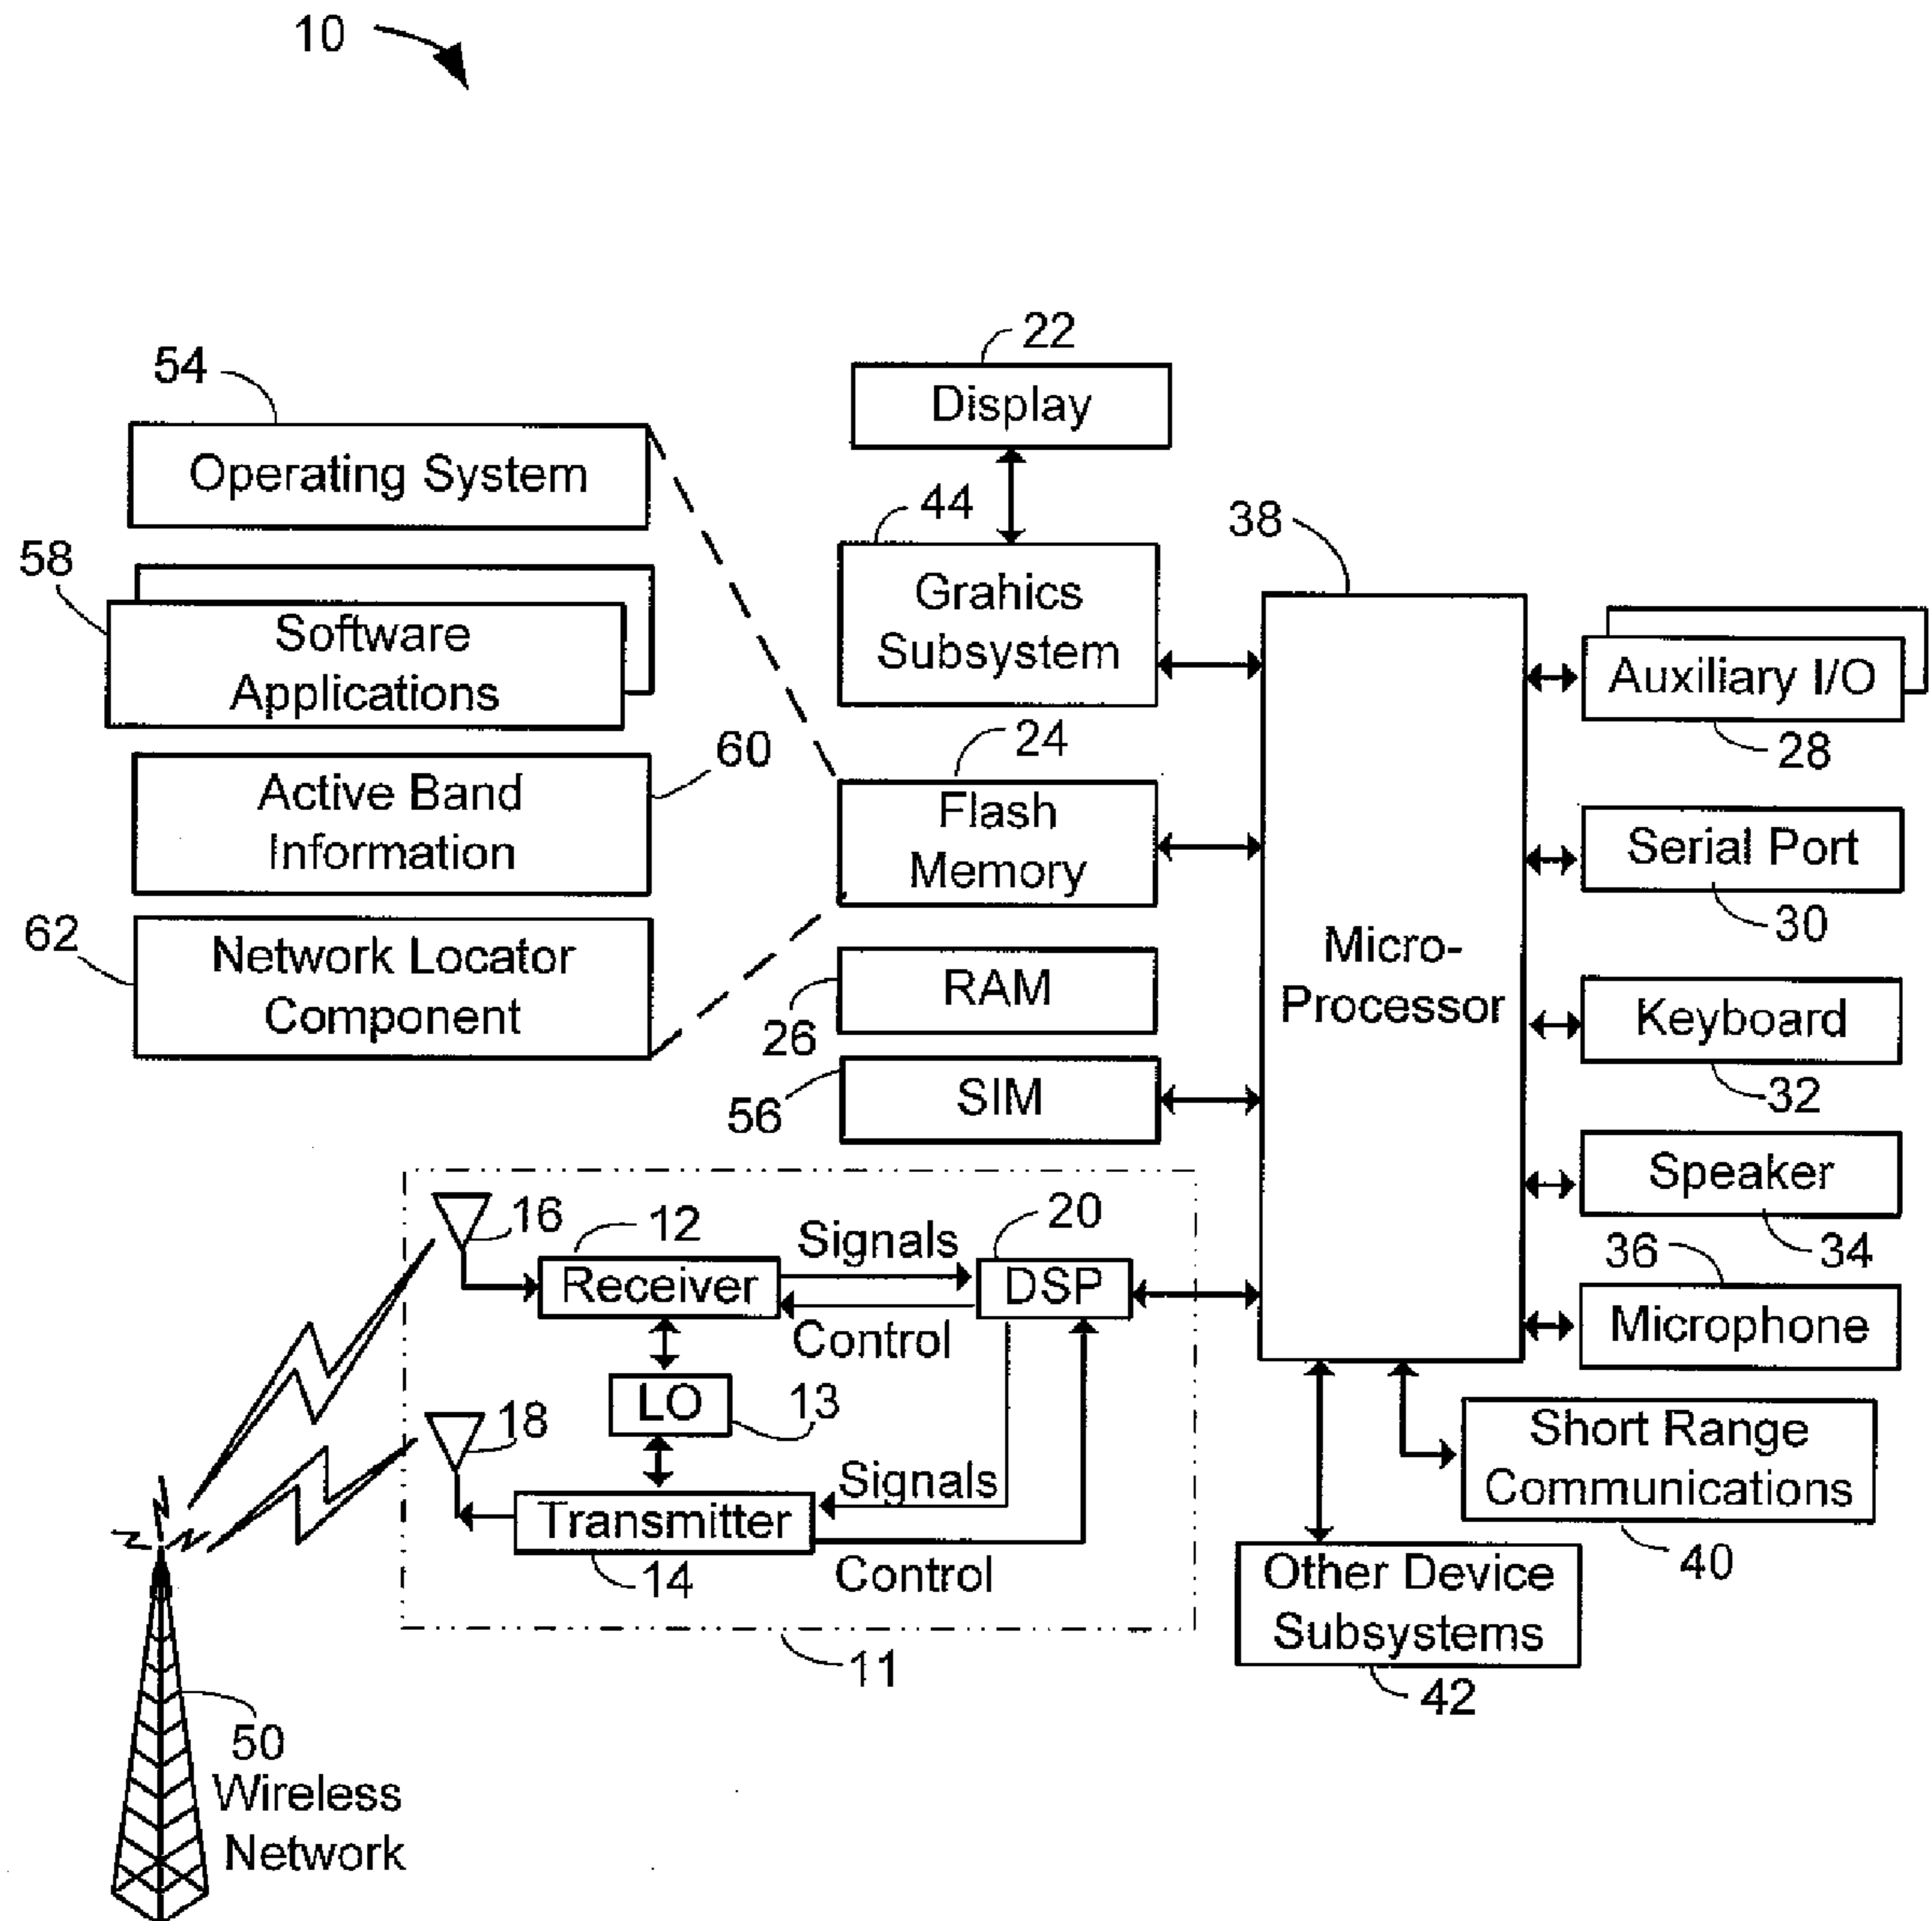 10
22
Display
54
Operating System
44
Grahics
Subsystem
38
58
Software
Applications
Auxiliary I/O
28
24
Flash
Memory
60
Active Band
Information
Serial Port
30
62
Network Locator
Component
RAM
26
Micro-
Processor
Keyboard
32
SIM
56
Speaker
34
16
12
Receiver
Signals
Control
20
DSP
36
Microphone
LO
13
18
Signals
Transmitter
14
Control
Short Range
Communications
40
Other Device
Subsystems
42
11
50
Wireless
Network